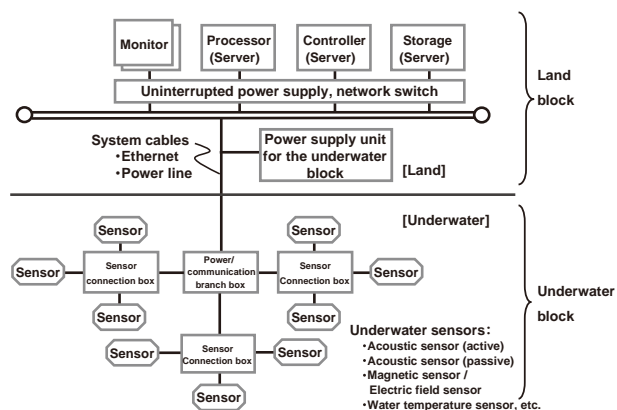 Monitor
Processor
(Server)
Controller
(Server)
Storage
(Server)
Uninterrupted power supply, network switch
Land
block
System cables
•Ethernet
•Power line
Power supply unit
for the underwater
block
[Land]
[Underwater]
Sensor
Sensor
Sensor
Sensor
connection box
Power/
communication
branch box
Sensor
Connection box
Sensor
Sensor
Sensor
Underwater
block
Sensor
Sensor
Connection box
Sensor
Sensor
Underwater sensors:
•Acoustic sensor (active)
•Acoustic sensor (passive)
•Magnetic sensor /
Electric field sensor
•Water temperature sensor, etc.